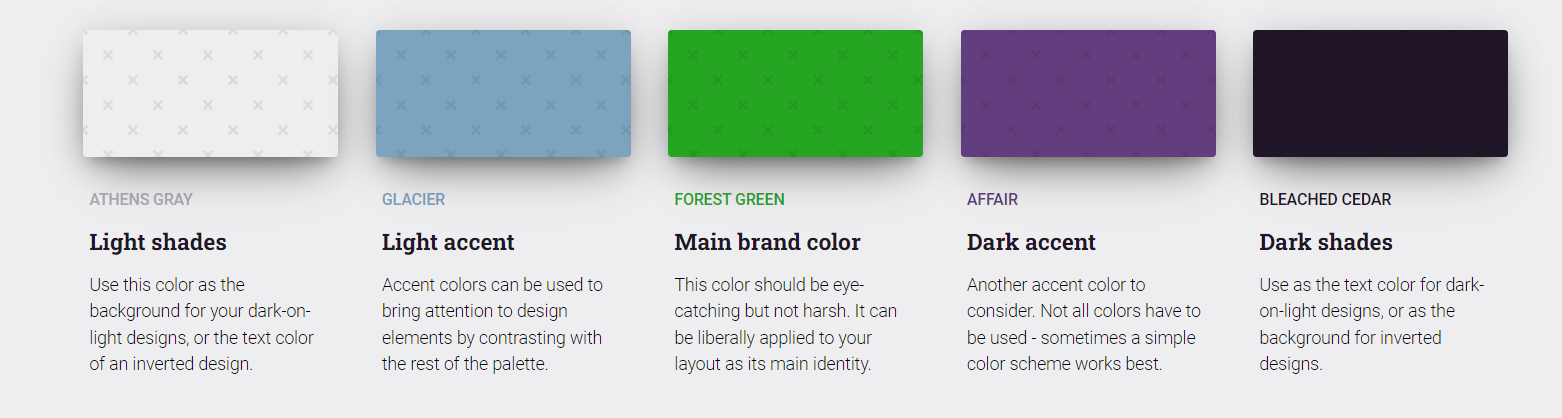 ATHENS GRAY
Light shades
Use this color as the
background for your dark-on-
light designs, or the text color
of an inverted design.
GLACIER
Light accent
Accent colors can be used to
bring attention to design
elements by contrasting with
the rest of the palette.
FOREST GREEN
Main brand color
This color should be eye-
catching but not harsh. It can
be liberally applied to your
layout as its main identity.
AFFAIR
Dark accent
Another accent color to
consider. Not all colors have to
be used - sometimes a simple
color scheme works best.
BLEACHED CEDAR
Dark shades
Use as the text color for dark-
on-light designs, or as the
background for inverted
designs.